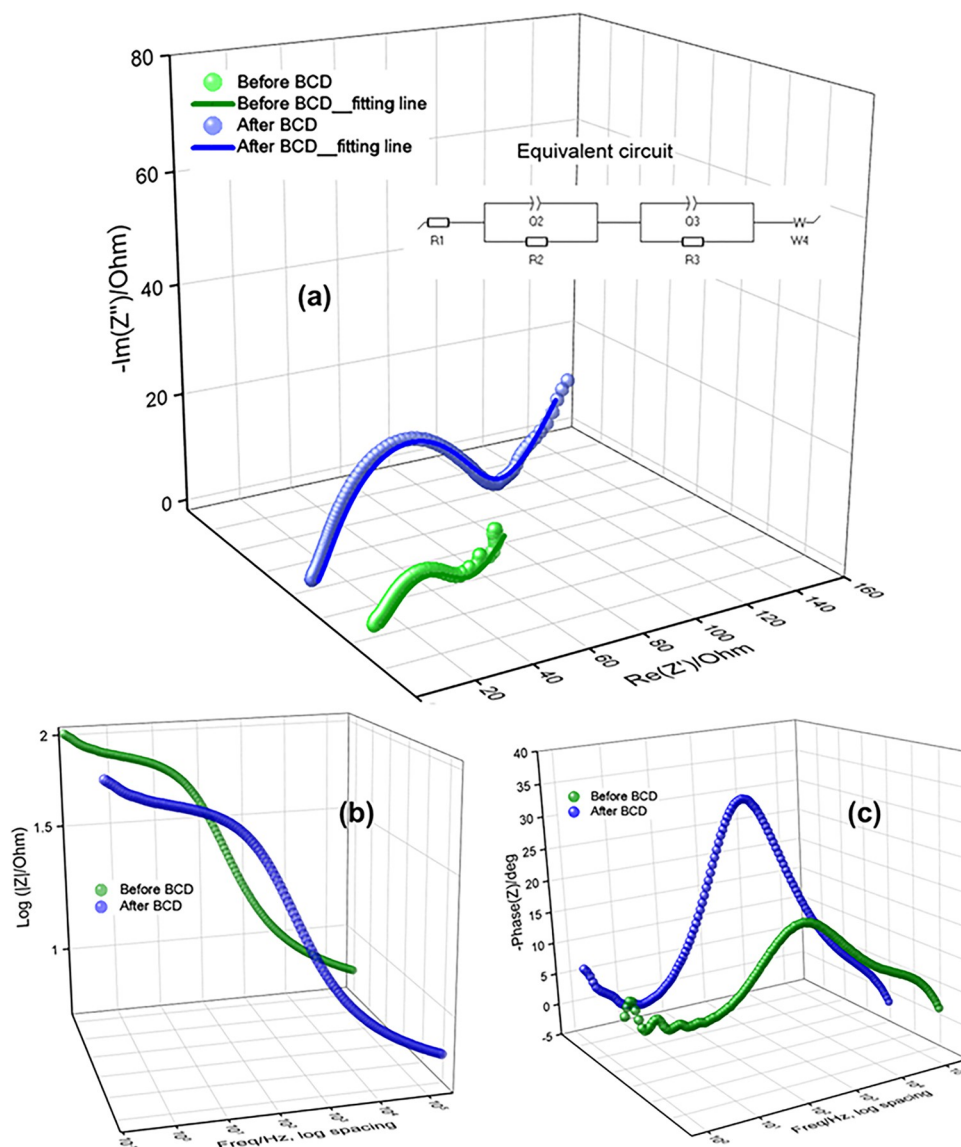 80
60
40
20
0
-Im(Z'')/Ohm
Before BCD
Before BCD__fitting line
After BCD
After BCD__fitting line
Equivalent circuit
R1
Q2
R2
Q3
R3
W
W4
(a)
20
40
60
80
100
120
140
160
Re(Z')/Ohm
2
1.5
1
Log (|Z|/Ohm)
Before BCD
After BCD
(b)
10⁴
10⁵
Freq/Hz, log spacing
40
35
30
25
20
15
10
5
0
-5
-Phase(Z)/deg
Before BCD
After BCD
(c)
Freq/Hz, log spacing